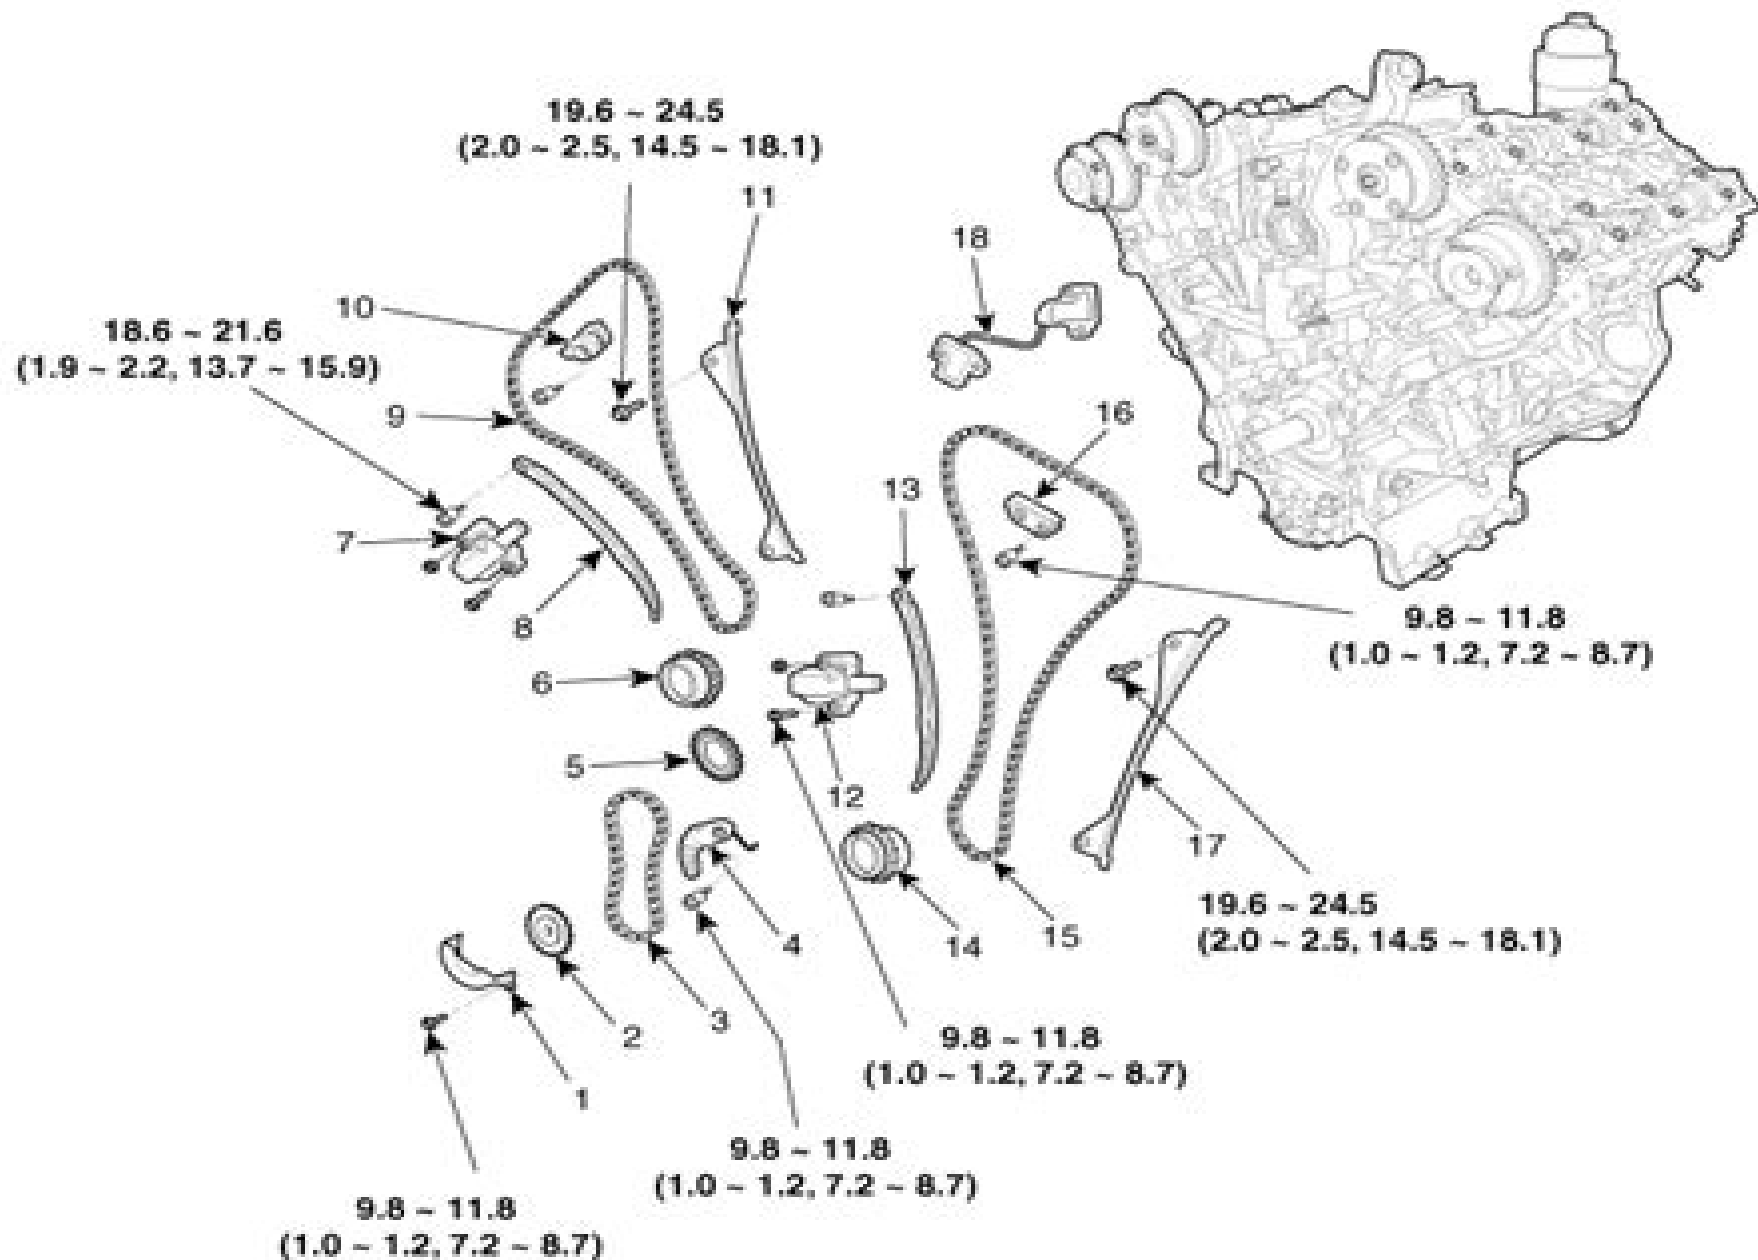 19.6 ~ 24.5
(2.0 ~ 2.5, 14.5 ~ 18.1)
11
18
10
18.6 ~ 21.6
(1.9 ~ 2.2, 13.7 ~ 15.9)
9
16
13
7
8
9.8 ~ 11.8
(1.0 ~ 1.2, 7.2 ~ 8.7)
6
5
12
17
19.6 ~ 24.5
(2.0 ~ 2.5, 14.5 ~ 18.1)
4
14
15
3
2
9.8 ~ 11.8
(1.0 ~ 1.2, 7.2 ~ 8.7)
1
9.8 ~ 11.8
(1.0 ~ 1.2, 7.2 ~ 8.7)
9.8 ~ 11.8
(1.0 ~ 1.2, 7.2 ~ 8.7)